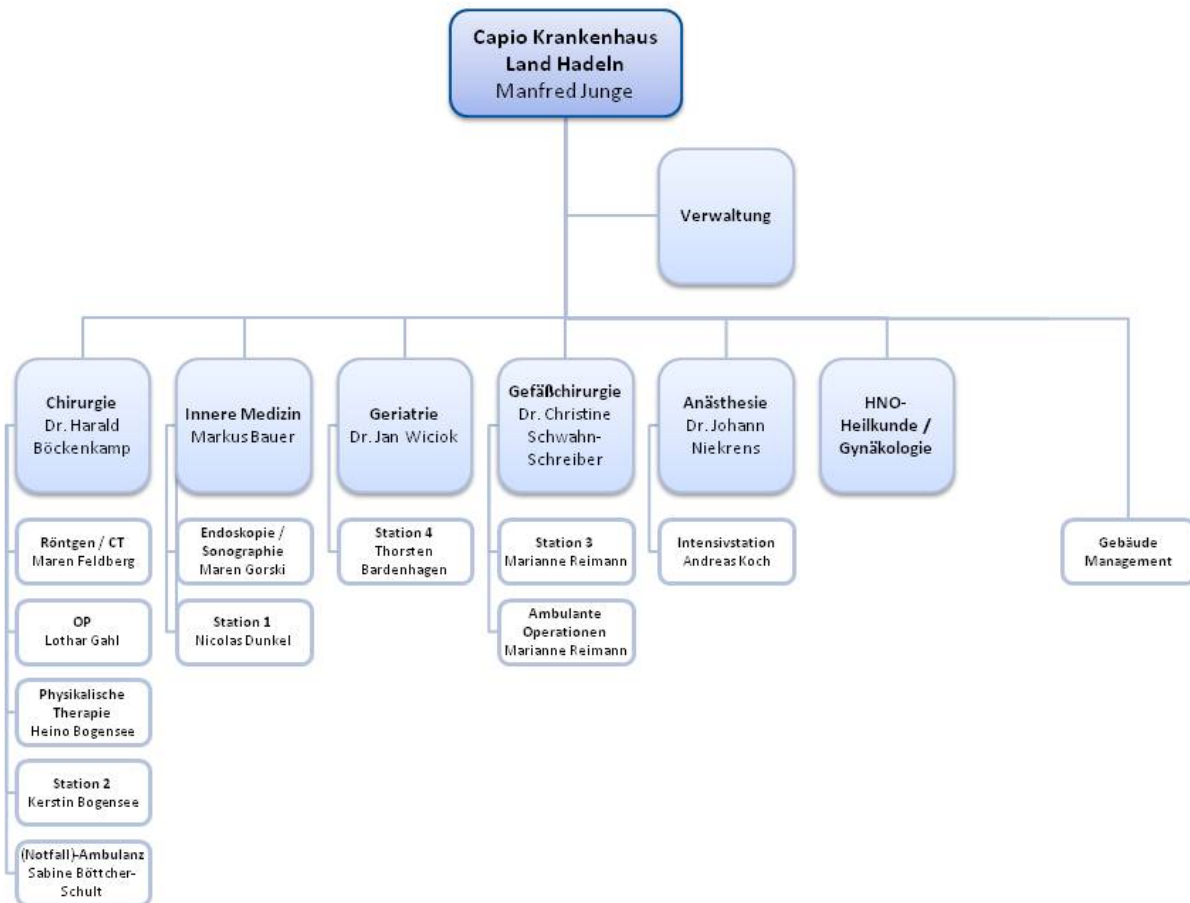 Capio Krankenhaus
Land Hadeln
Manfred Junge
Verwaltung
Chirurgie
Dr. Harald
Böckenkamp
Innere Medizin
Markus Bauer
Geriatrie
Dr. Jan Wiciok
Gefäßchirurgie
Dr. Christine
Schwahn-
Schreiber
Anästhesie
Dr. Johann
Niekrens
HNO-
Heilkunde /
Gynäkologie
Röntgen / CT
Maren Feldberg
Endoskopie /
Sonographie
Maren Gorski
Station 4
Thorsten
Bardenhagen
Station 3
Marianne Reimann
Intensivstation
Andreas Koch
Gebäude
Management
OP
Lothar Gahl
Station 1
Nicolas Dunkel
Ambulante
Operationen
Marianne Reimann
Physikalische
Therapie
Heino Bogensee
Station 2
Kerstin Bogensee
(Notfall)-Ambulanz
Sabine Böttcher-
Schult